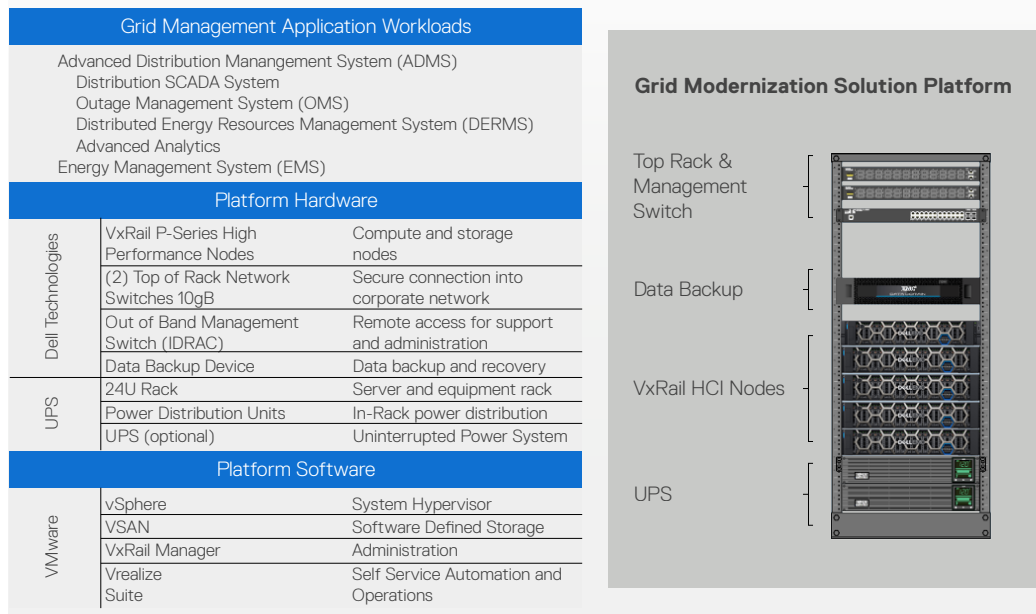 Grid Management Application Workloads
Advanced Distribution Manangement System (ADMS)
Distribution SCADA System
Outage Management System (OMS)
Distributed Energy Resources Management System (DERMS)
Advanced Analytics
Energy Management System (EMS)
Platform Hardware
Dell Technologies
VxRail P-Series High
Performance Nodes
Compute and storage
nodes
(2) Top of Rack Network
Switches 10gB
Secure connection into
corporate network
Out of Band Management
Switch (IDRAC)
Remote access for support
and administration
Data Backup Device
Data backup and recovery
UPS
24U Rack
Server and equipment rack
Power Distribution Units
In-Rack power distribution
UPS (optional)
Uninterrupted Power System
Platform Software
VMware
vSphere
System Hypervisor
VSAN
Software Defined Storage
VxRail Manager
Administration
Vrealize
Suite
Self Service Automation and
Operations
Grid Modernization Solution Platform
Top Rack &
Management
Switch
Data Backup
VxRail HCI Nodes
UPS